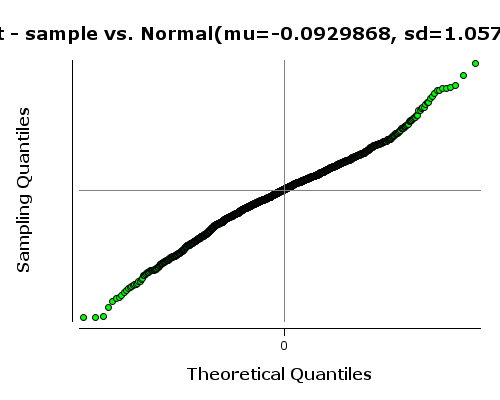 t - sample vs. Normal(mu=-0.0929868, sd=1.057
Sampling Quantiles
0
Theoretical Quantiles